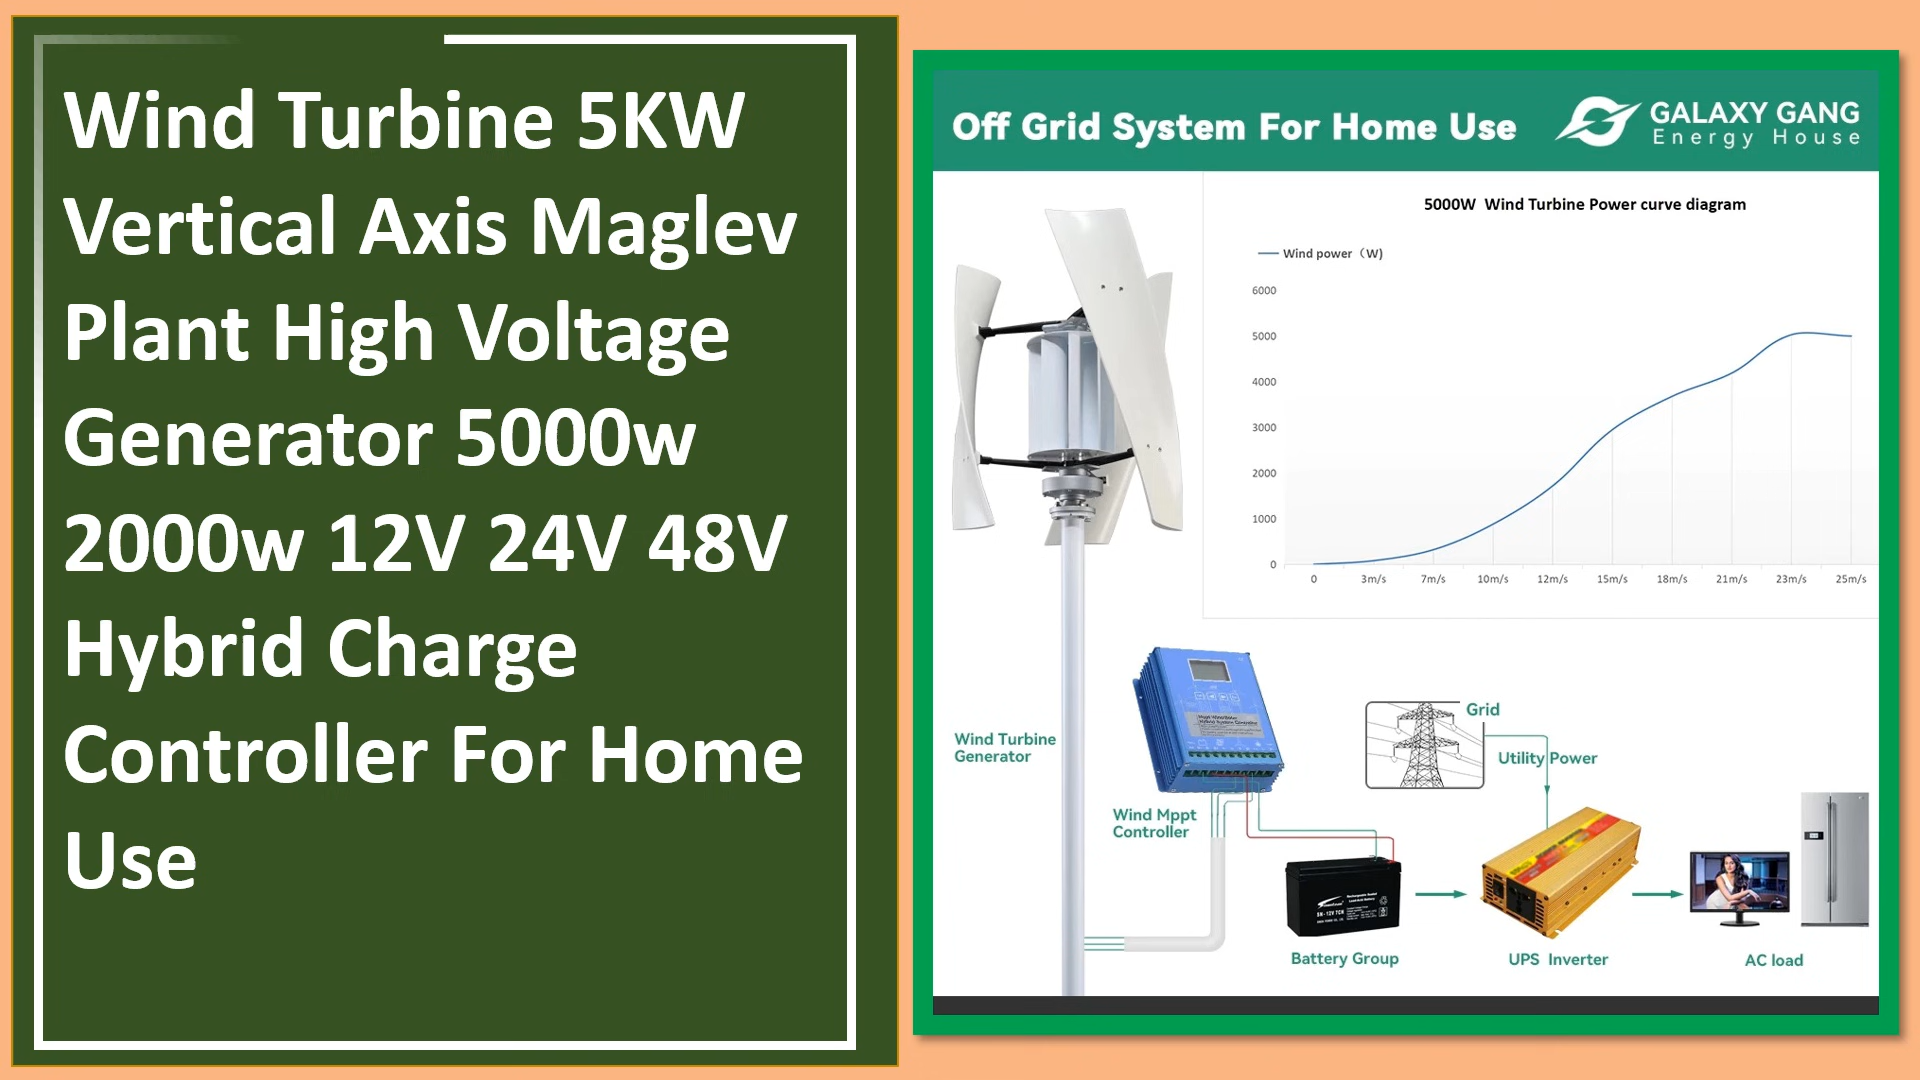 Wind Turbine 5KW
Vertical Axis Maglev
Plant High Voltage
Generator 5000w
2000w 12V 24V 48V
Hybrid Charge
Controller For Home
Use
Off Grid System For Home Use
GALAXY GANG
Energy House
5000W Wind Turbine Power curve diagram
Wind power（W)
6000
5000
4000
3000
2000
1000
0
0 3m/s 7m/s 10m/s 12m/s 15m/s 18m/s 21m/s 23m/s 25m/s
Wind Turbine
Generator
Wind Mppt
Controller
Grid
Utility Power
Battery Group
UPS Inverter
AC load